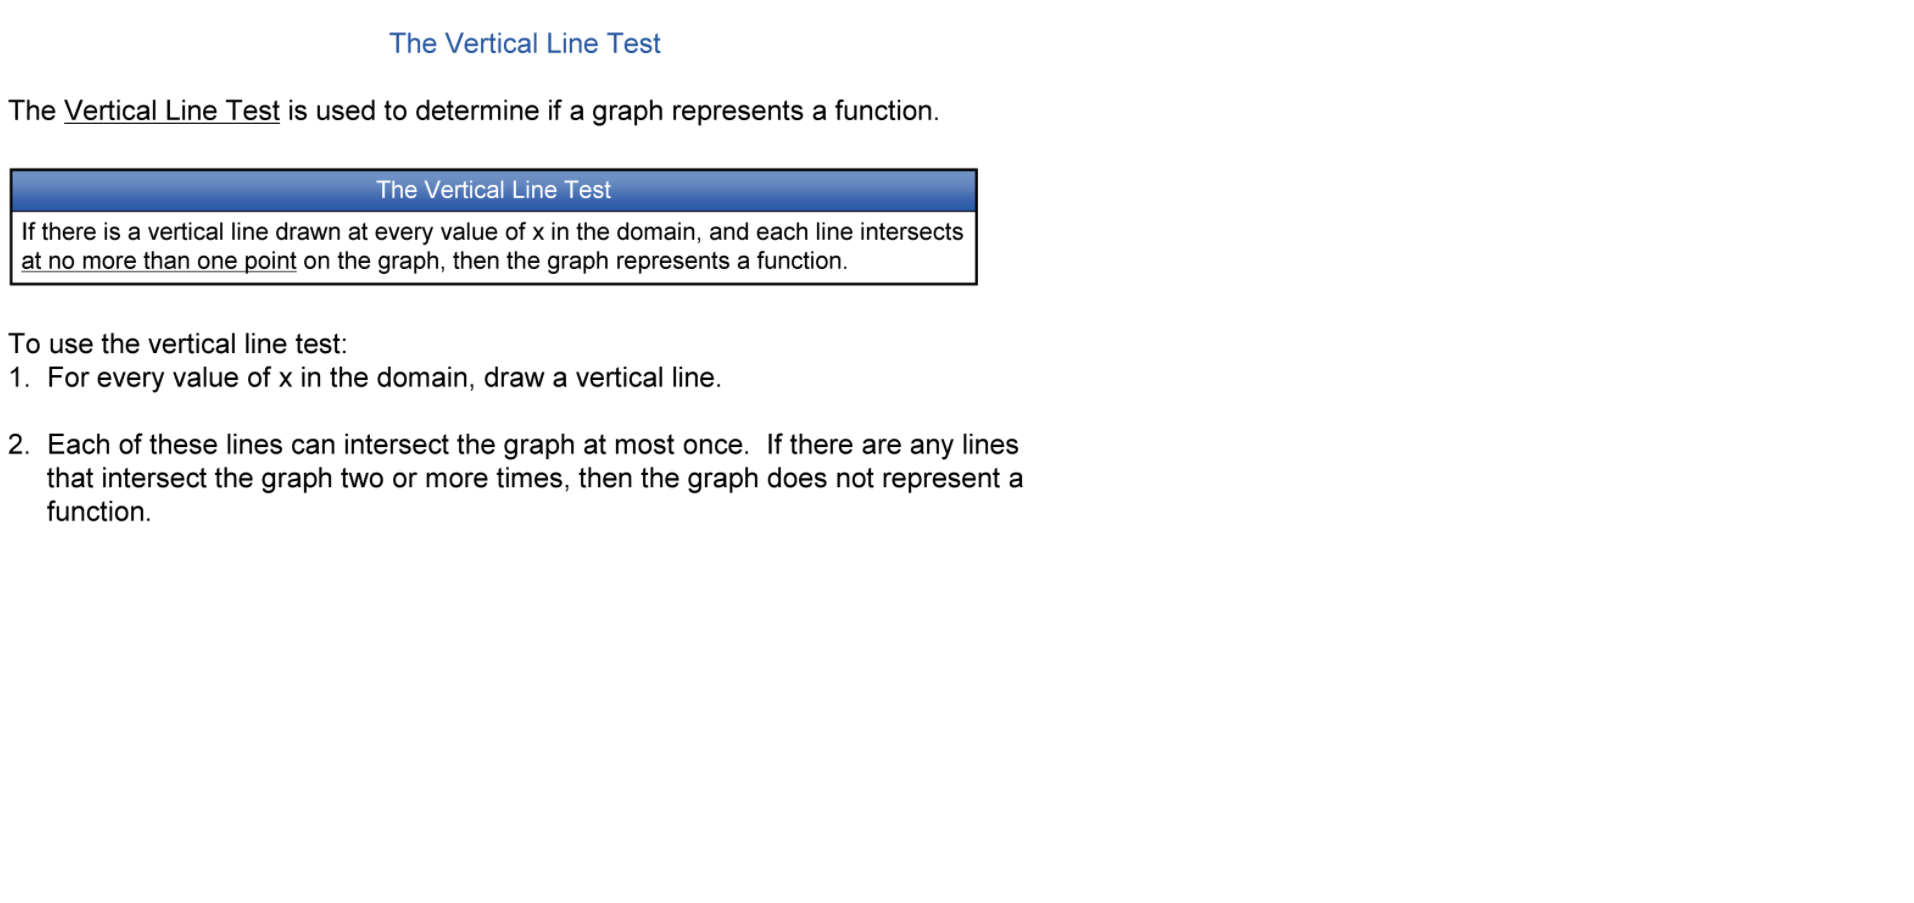 The Vertical Line Test
The Vertical Line Test is used to determine if a graph represents a function.
The Vertical Line Test
If there is a vertical line drawn at every value of x in the domain, and each line intersects
at no more than one point on the graph, then the graph represents a function.
To use the vertical line test:
1. For every value of x in the domain, draw a vertical line.
2. Each of these lines can intersect the graph at most once. If there are any lines
that intersect the graph two or more times, then the graph does not represent a
function.